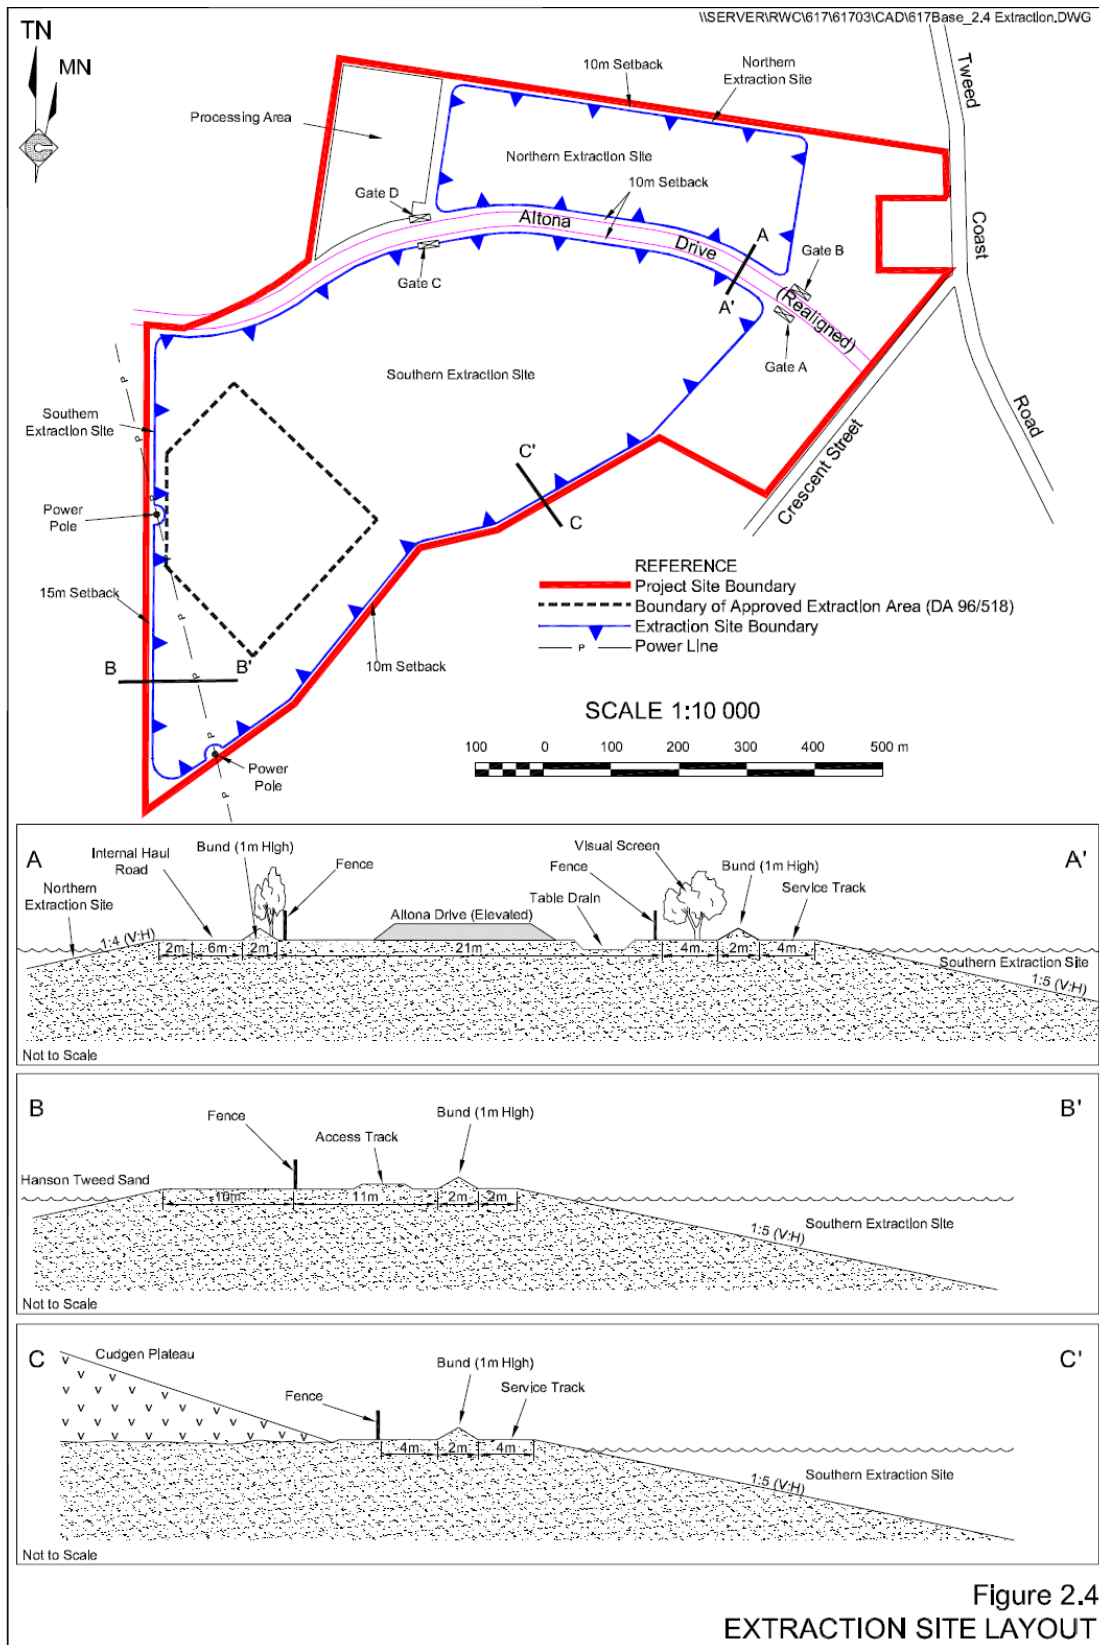 \\SERVER\RWC\617\61703\CAD\617Base_2.4 Extraction.DWG
TN
MN
10m Setback
Northern
Extraction Site
Tweed
Processing Area
Northern Extraction Site
10m Setback
Gate D
Altona
Drive
A
Coast
Gate B
Gate C
A'
(Realigned)
Gate A
Southern Extraction Site
Southern
Extraction Site
P
Road
C'
Crescent Street
P
Power
Pole
C
P
REFERENCE
Project Site Boundary
15m Setback
Boundary of Approved Extraction Area (DA 96/518)
Extraction Site Boundary
P
Power Line
B
B'
10m Setback
P
SCALE 1:10 000
P
100
0
100
200
300
400
500 m
Power
Pole
P
A
Internal Haul
Road
Bund (1m High)
Fence
Visual Screen
Fence
Bund (1m High)
A'
Northern
Extraction Site
Table Drain
Service Track
1:4 (V:H)
Altona Drive (Elevated)
2m
6m
2m
21m
4m
2m
4m
Southern Extraction Site
1:5 (V:H)
Not to Scale
B
Fence
Bund (1m High)
B'
Access Track
Hanson Tweed Sand
10m
11m
2m
2m
Southern Extraction Site
1:5 (V:H)
Not to Scale
C
Cudgen Plateau
Bund (1m High)
C'
Fence
Service Track
4m
2m
4m
Southern Extraction Site
1:5 (V:H)
Not to Scale
Figure 2.4
EXTRACTION SITE LAYOUT